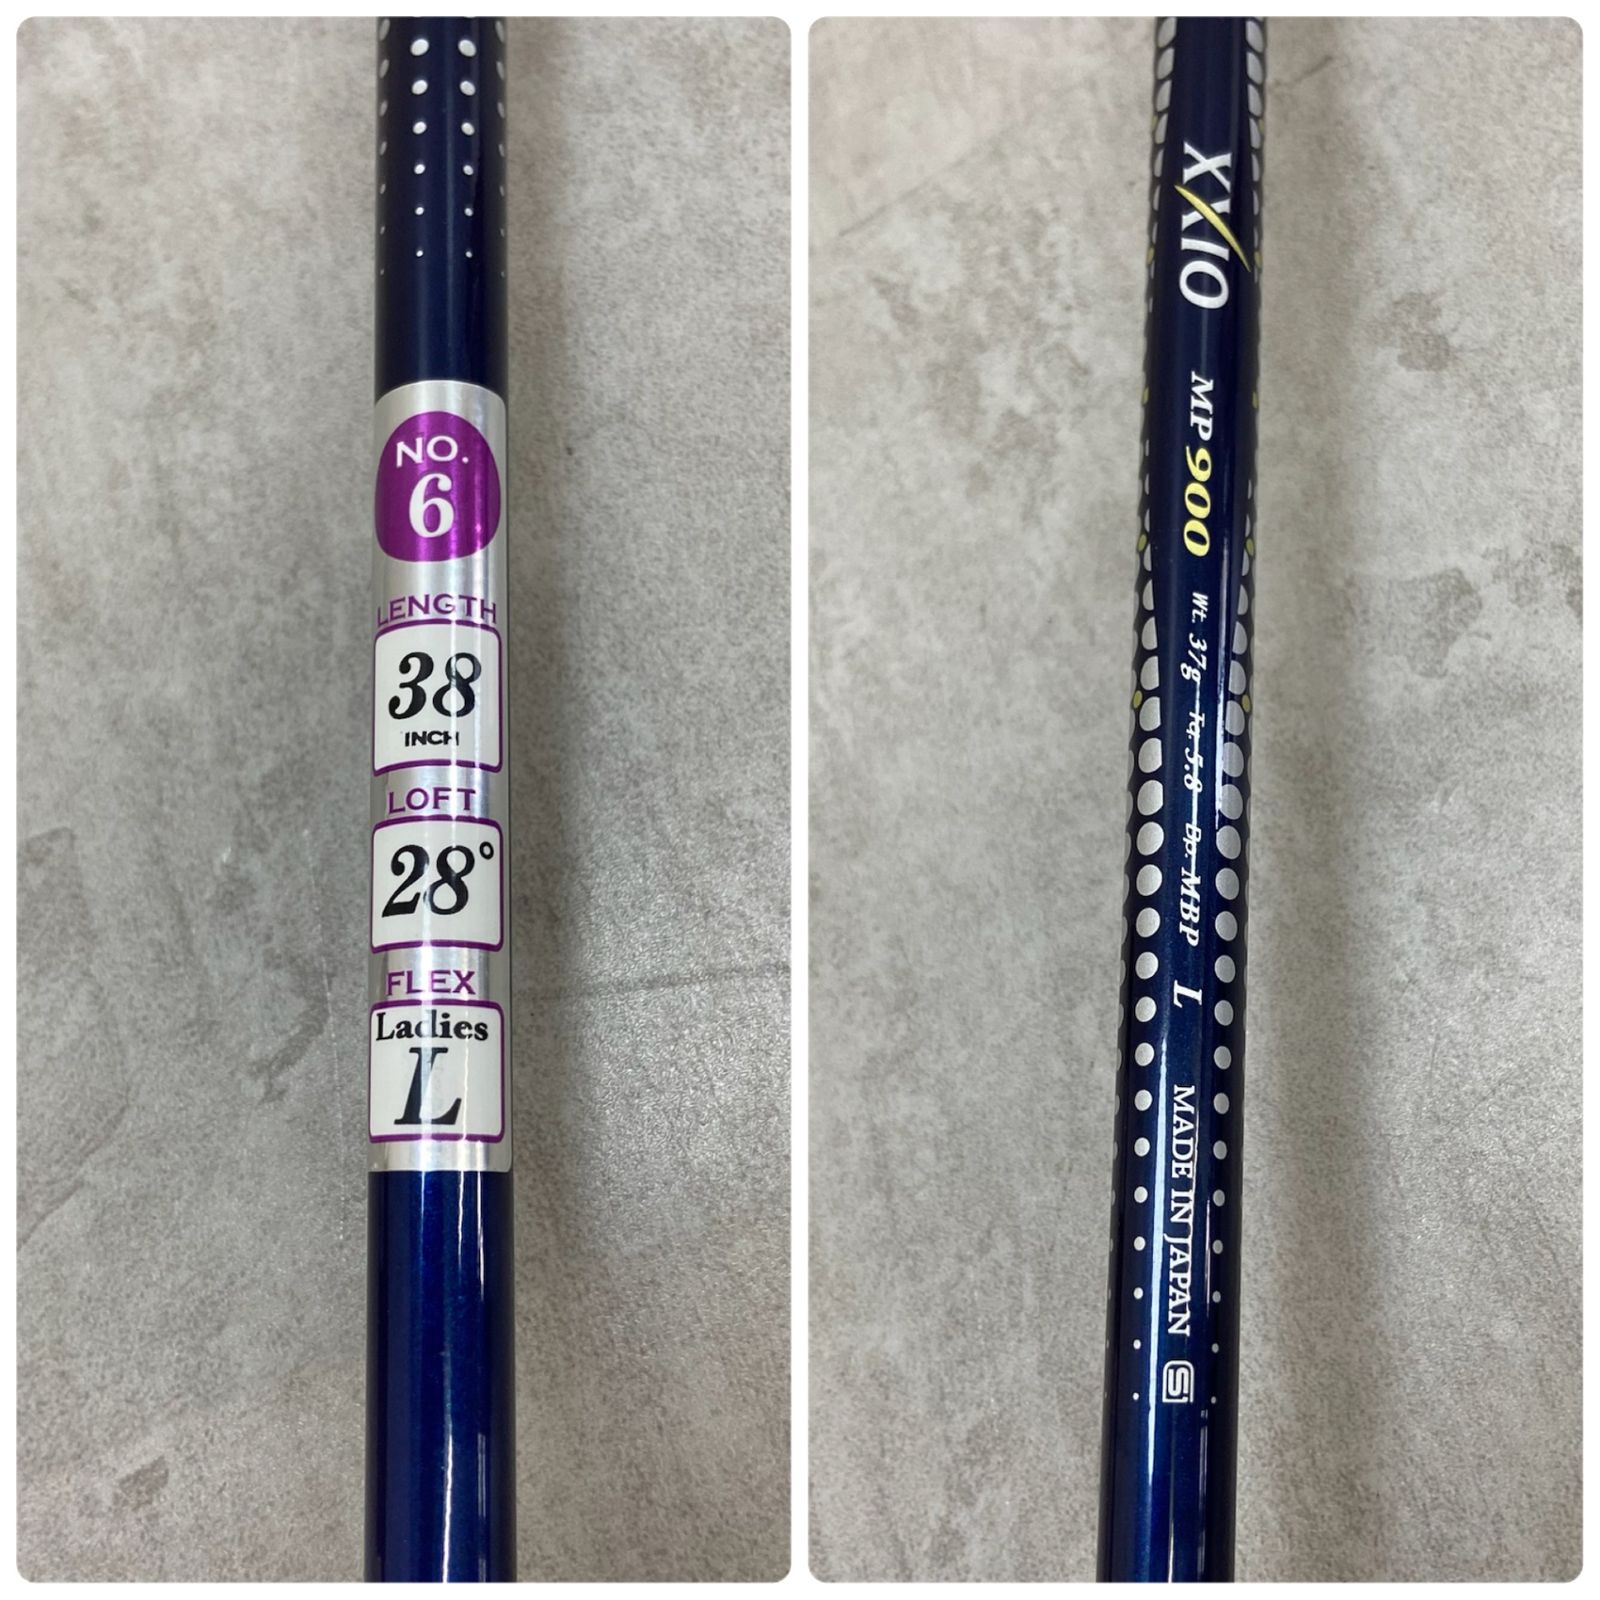 NO.
6
LENGTH
38
INCH
LOFT
28°
FLEX
Ladies
L
XXIO MP 900 Wt. 37g Tq. 5.8 Bp. MBP L MADE IN JAPAN S